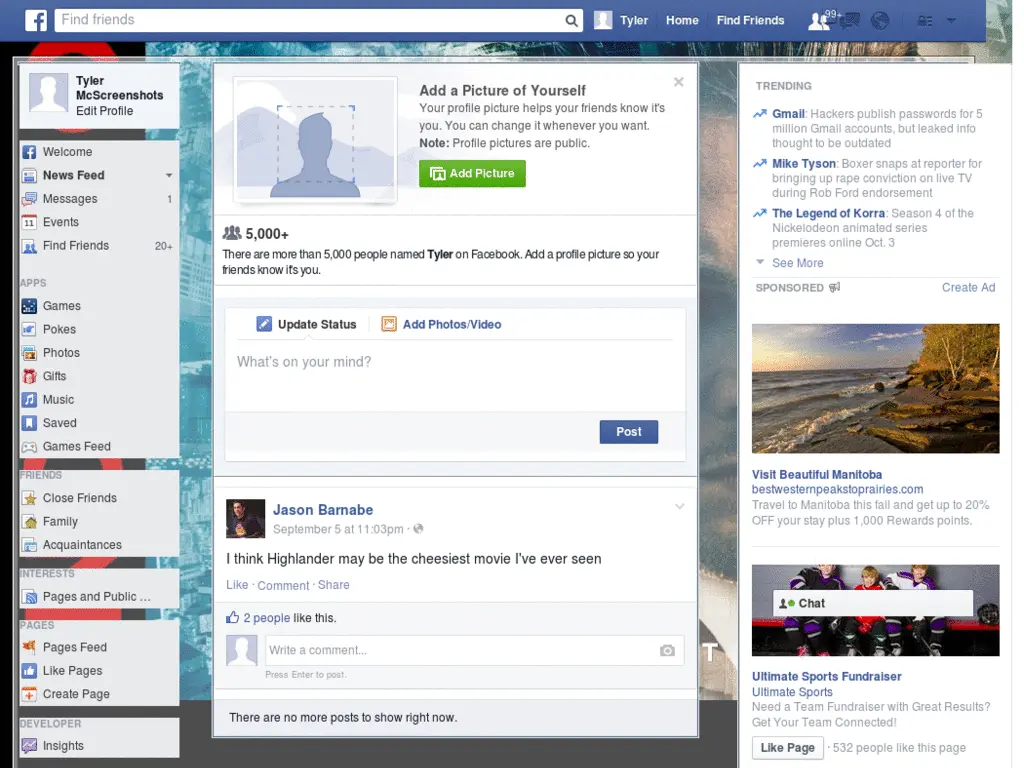 Find friends
Tyler
Home
Find Friends
99+
Tyler
McScreenshots
Edit Profile
Welcome
News Feed
Messages 1
Events
Find Friends 20+
APPS
Games
Pokes
Photos
Gifts
Music
Saved
Games Feed
FRIENDS
Close Friends
Family
Acquaintances
INTERESTS
Pages and Public ...
PAGES
Pages Feed
Like Pages
Create Page
DEVELOPER
Insights
Add a Picture of Yourself
Your profile picture helps your friends know it's
you. You can change it whenever you want.
Note: Profile pictures are public.
Add Picture
5,000+
There are more than 5,000 people named Tyler on Facebook. Add a profile picture so your
friends know it's you.
Update Status
Add Photos/Video
What's on your mind?
Post
Jason Barnabe
September 5 at 11:03pm ·
I think Highlander may be the cheesiest movie I've ever seen
Like · Comment · Share
2 people like this.
Write a comment...
Press Enter to post.
There are no more posts to show right now.
T
TRENDING
Gmail: Hackers publish passwords for 5
million Gmail accounts, but leaked info
thought to be outdated
Mike Tyson: Boxer snaps at reporter for
bringing up rape conviction on live TV
during Rob Ford endorsement
The Legend of Korra: Season 4 of the
Nickelodeon animated series
premieres online Oct. 3
See More
SPONSORED
Create Ad
Visit Beautiful Manitoba
bestwesternpeakstoprairies.com
Travel to Manitoba this fall and get up to 20%
OFF your stay plus 1,000 Rewards points.
Chat
Ultimate Sports Fundraiser
Ultimate Sports
Need a Team Fundraiser with Great Results?
Get Your Team Connected!
Like Page · 532 people like this page